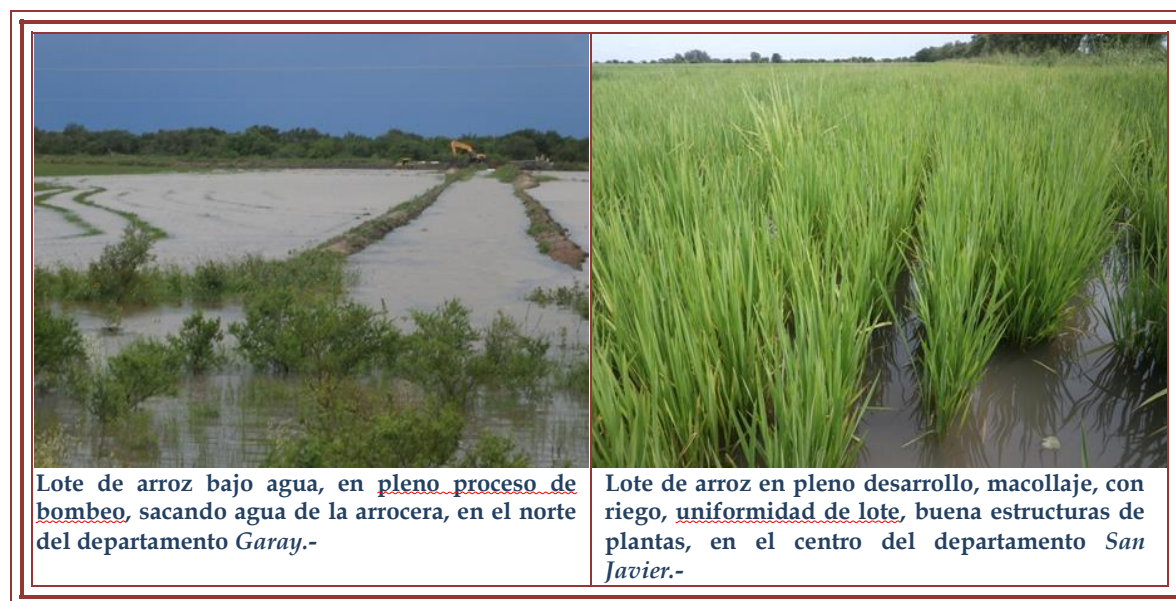 Lote de arroz bajo agua, en pleno proceso de
bombeo, sacando agua de la arrocera, en el norte
del departamento Garay.-
Lote de arroz en pleno desarrollo, macollaje, con
riego, uniformidad de lote, buena estructuras de
plantas, en el centro del departamento San
Javier.-